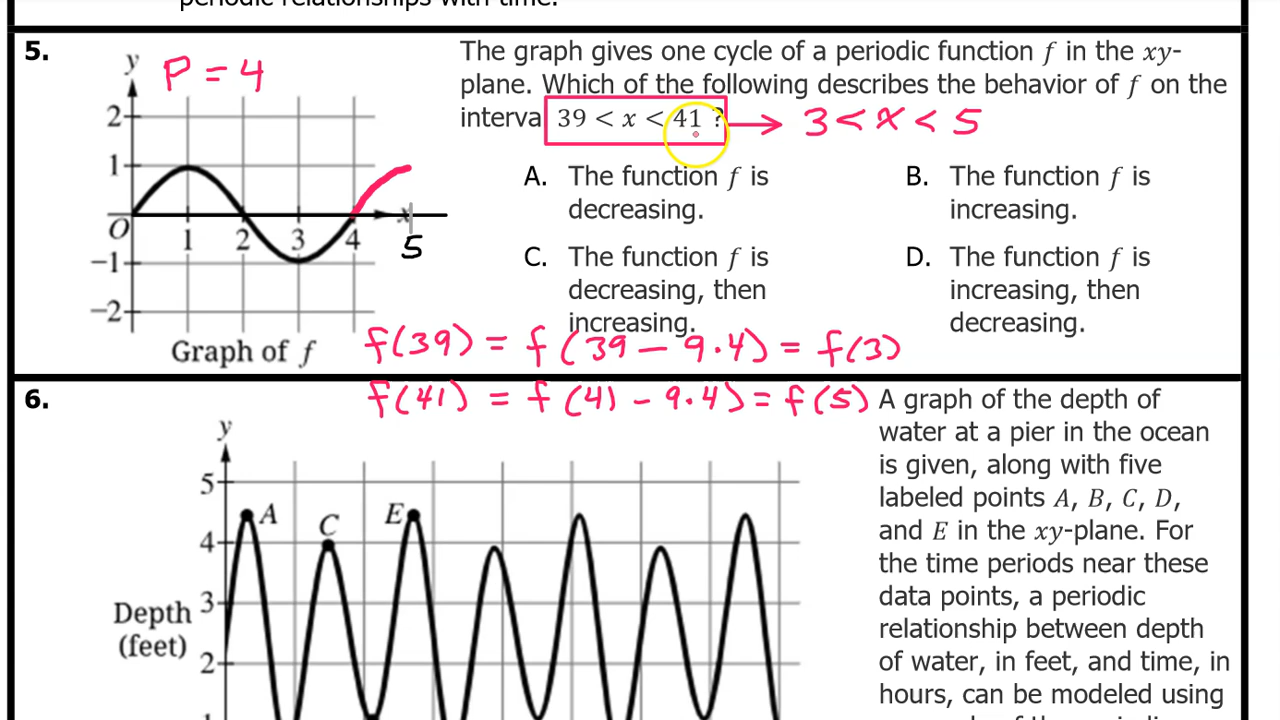 periodic relationships with time.
5.
y
P = 4
2
1
O
1
2
3
4
x
5
−1
−2
Graph of f
The graph gives one cycle of a periodic function f in the xy-
plane. Which of the following describes the behavior of f on the
interva 39 < x < 41 ? → 3 < x < 5
A. The function f is
decreasing.
B. The function f is
increasing.
C. The function f is
decreasing, then
increasing.
D. The function f is
increasing, then
decreasing.
f(39) = f(39 − 9·4) = f(3)
f(41) = f(41 − 9·4) = f(5)
6.
y
5
4
3
2
1
A
C
E
Depth
(feet)
A graph of the depth of
water at a pier in the ocean
is given, along with five
labeled points A, B, C, D,
and E in the xy-plane. For
the time periods near these
data points, a periodic
relationship between depth
of water, in feet, and time, in
hours, can be modeled using